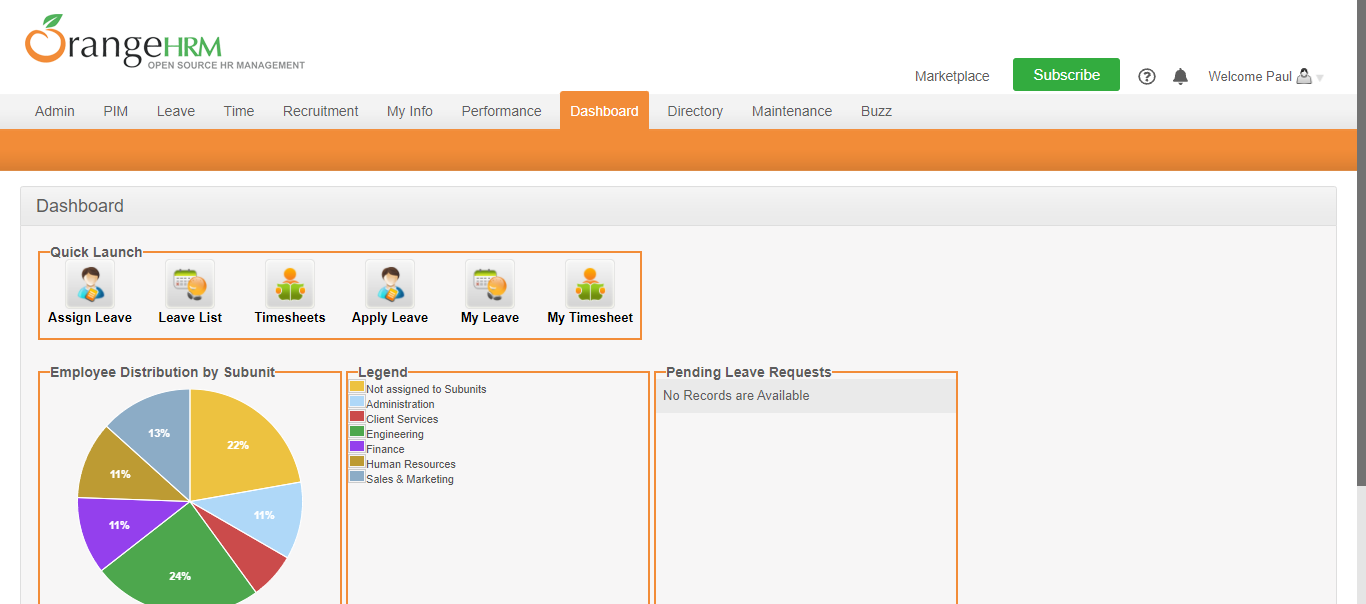 OrangeHRM
OPEN SOURCE HR MANAGEMENT
Marketplace Subscribe Welcome Paul
Admin PIM Leave Time Recruitment My Info Performance Dashboard Directory Maintenance Buzz
Dashboard
Quick Launch
Assign Leave Leave List Timesheets Apply Leave My Leave My Timesheet
Employee Distribution by Subunit
13% 22%
11%
11% 11%
24%
Legend
Not assigned to Subunits
Administration
Client Services
Engineering
Finance
Human Resources
Sales & Marketing
Pending Leave Requests
No Records are Available